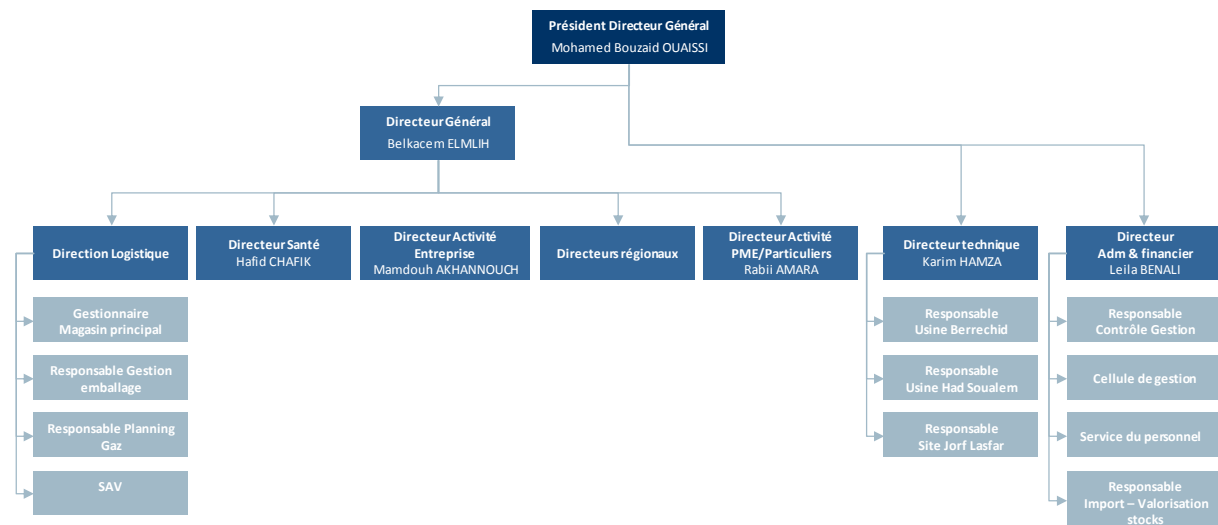 Président Directeur Général
Mohamed Bouzaid OUAISSI
Directeur Général
Belkacem ELMLIH
Direction Logistique
Directeur Santé
Hafid CHAFIK
Directeur Activité
Entreprise
Mamdouh AKHANNOUCH
Directeurs régionaux
Directeur Activité
PME/Particuliers
Rabii AMARA
Directeur technique
Karim HAMZA
Directeur
Adm & financier
Leila BENALI
Gestionnaire
Magasin principal
Responsable Gestion
emballage
Responsable Planning
Gaz
SAV
Responsable
Usine Berrechid
Responsable
Usine Had Soualem
Responsable
Site Jorf Lasfar
Responsable
Contrôle Gestion
Cellule de gestion
Service du personnel
Responsable
Import – Valorisation
stocks